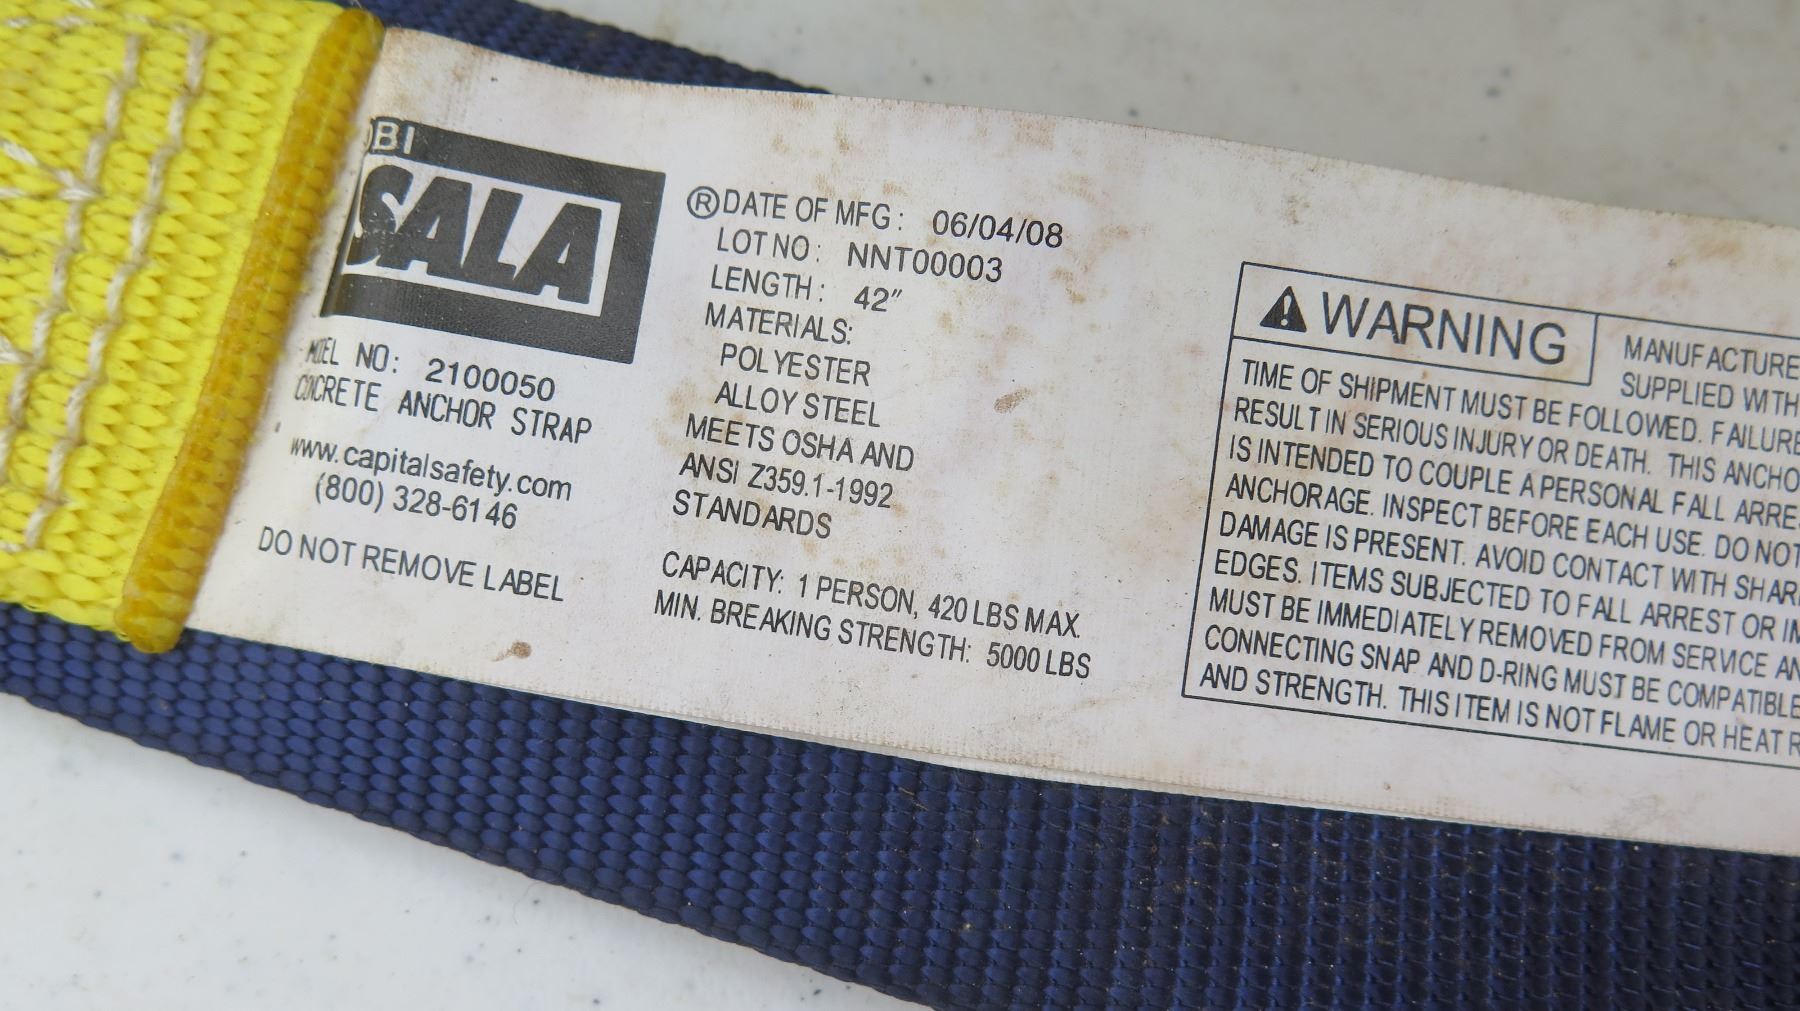 DBI
SALA
®
MODEL NO: 2100050
CONCRETE ANCHOR STRAP
www.capitalsafety.com
(800) 328-6146
DO NOT REMOVE LABEL
DATE OF MFG: 06/04/08
LOT NO: NNT00003
LENGTH: 42"
MATERIALS:
POLYESTER
ALLOY STEEL
MEETS OSHA AND
ANSI Z359.1-1992
STANDARDS
CAPACITY: 1 PERSON, 420 LBS MAX.
MIN. BREAKING STRENGTH: 5000 LBS
WARNING
MANUFACTURE
SUPPLIED WITH
TIME OF SHIPMENT MUST BE FOLLOWED. FAILURE
RESULT IN SERIOUS INJURY OR DEATH. THIS ANCHO
IS INTENDED TO COUPLE A PERSONAL FALL ARRE
ANCHORAGE. INSPECT BEFORE EACH USE. DO NOT
DAMAGE IS PRESENT. AVOID CONTACT WITH SHAR
EDGES. ITEMS SUBJECTED TO FALL ARREST OR IM
MUST BE IMMEDIATELY REMOVED FROM SERVICE AN
CONNECTING SNAP AND D-RING MUST BE COMPATIBLE
AND STRENGTH. THIS ITEM IS NOT FLAME OR HEAT R